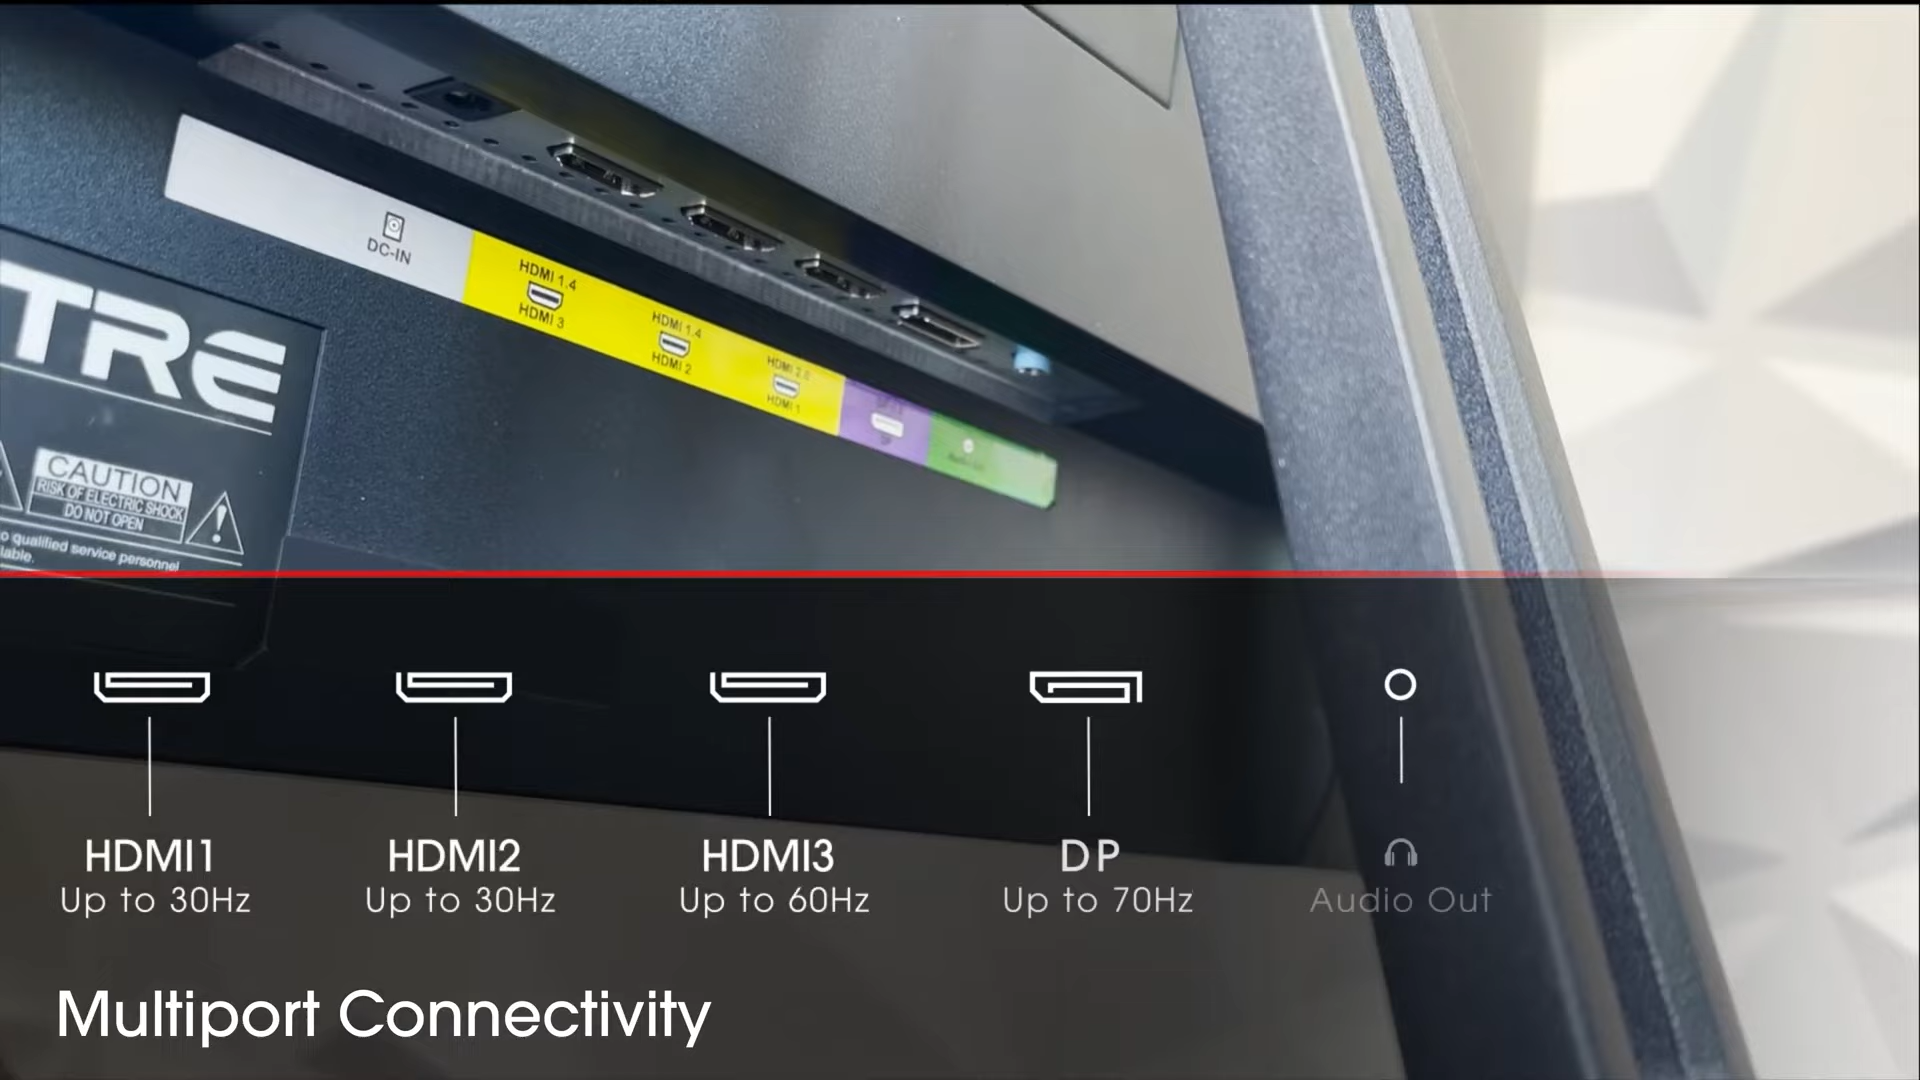 DC-IN
HDMI 1.4
HDMI 3
HDMI 1.4
HDMI 2
HDMI 2.0
HDMI 1
DP
TRE
CAUTION
RISK OF ELECTRIC SHOCK
DO NOT OPEN
o qualified service personnel
lable.
HDMI1
Up to 30Hz
HDMI2
Up to 30Hz
HDMI3
Up to 60Hz
DP
Up to 70Hz
Audio Out
Multiport Connectivity